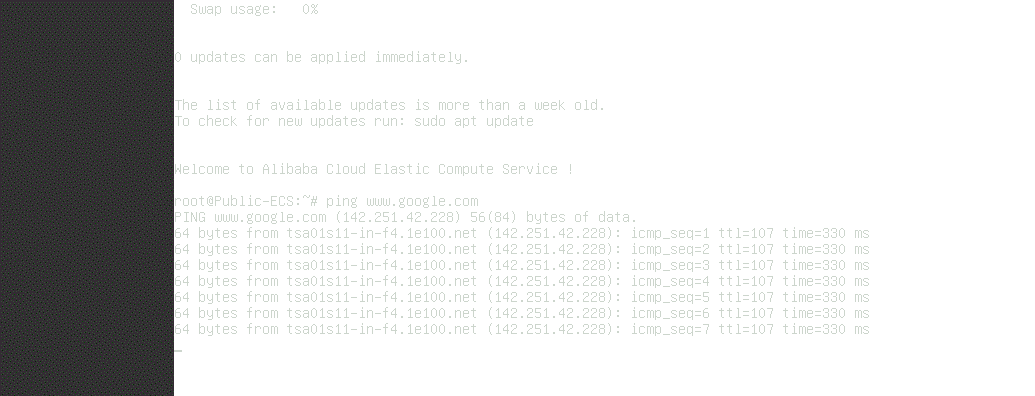 Swap usage:   0%
0 updates can be applied immediately.
The list of available updates is more than a week old.
To check for new updates run: sudo apt update
Welcome to Alibaba Cloud Elastic Compute Service !
root@Public-ECS:~# ping www.google.com
PING www.google.com (142.251.42.228) 56(84) bytes of data.
64 bytes from tsa01s11-in-f4.1e100.net (142.251.42.228): icmp_seq=1 ttl=107 time=330 ms
64 bytes from tsa01s11-in-f4.1e100.net (142.251.42.228): icmp_seq=2 ttl=107 time=330 ms
64 bytes from tsa01s11-in-f4.1e100.net (142.251.42.228): icmp_seq=3 ttl=107 time=330 ms
64 bytes from tsa01s11-in-f4.1e100.net (142.251.42.228): icmp_seq=4 ttl=107 time=330 ms
64 bytes from tsa01s11-in-f4.1e100.net (142.251.42.228): icmp_seq=5 ttl=107 time=330 ms
64 bytes from tsa01s11-in-f4.1e100.net (142.251.42.228): icmp_seq=6 ttl=107 time=330 ms
64 bytes from tsa01s11-in-f4.1e100.net (142.251.42.228): icmp_seq=7 ttl=107 time=330 ms